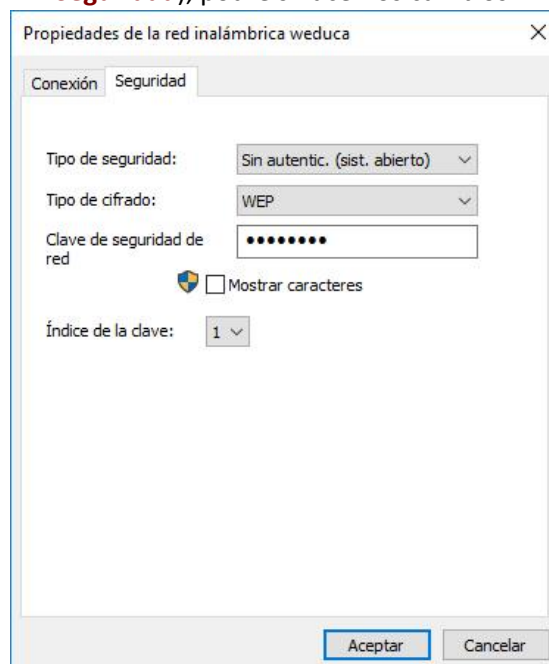 Propiedades de la red inalámbrica weduca
Conexión Seguridad
Tipo de seguridad: Sin autentic. (sist. abierto)
Tipo de cifrado: WEP
Clave de seguridad de
red ••••••••
Mostrar caracteres
Índice de la clave: 1
Aceptar Cancelar